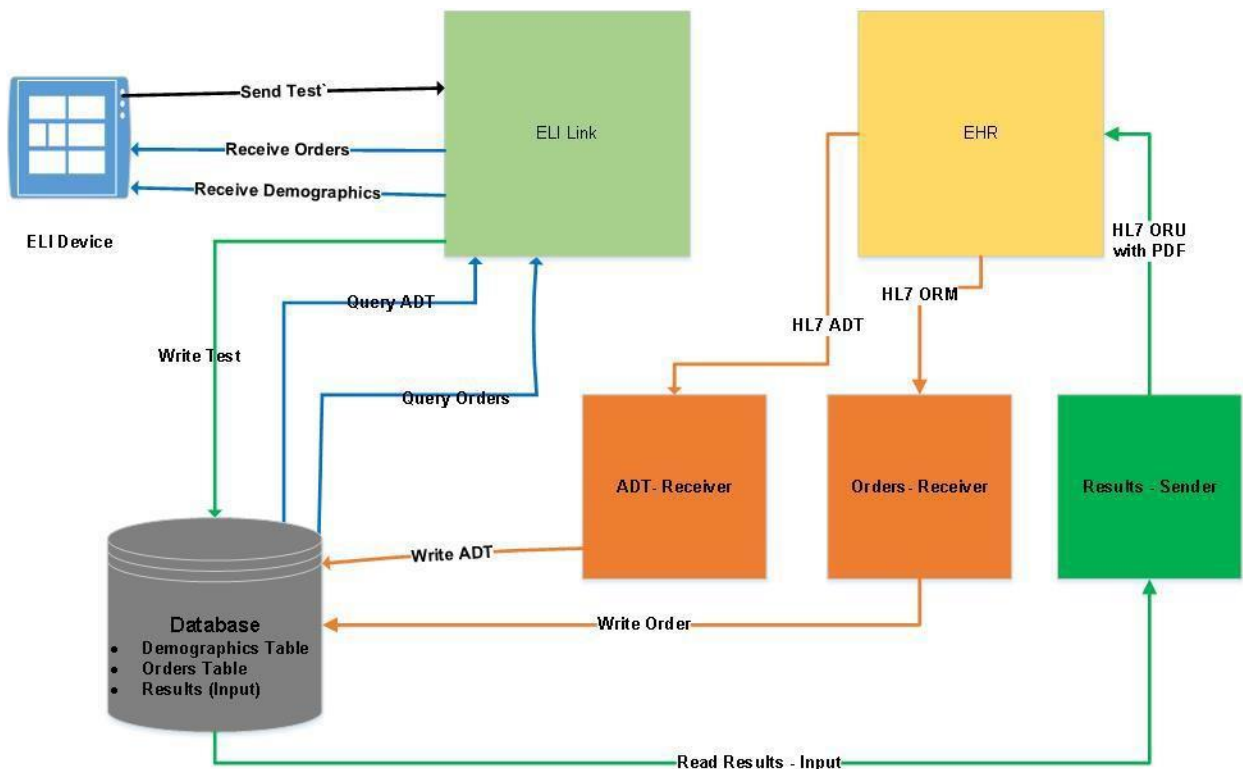 Send Test`
ELI Link
EHR
Receive Orders
Receive Demographics
ELI Device
HL7 ORU
with PDF
HL7 ORM
Query ADT
HL7 ADT
Write Test
Query Orders
ADT- Receiver
Orders- Receiver
Results - Sender
Write ADT
Write Order
Database
• Demographics Table
• Orders Table
• Results (Input)
Read Results - Input